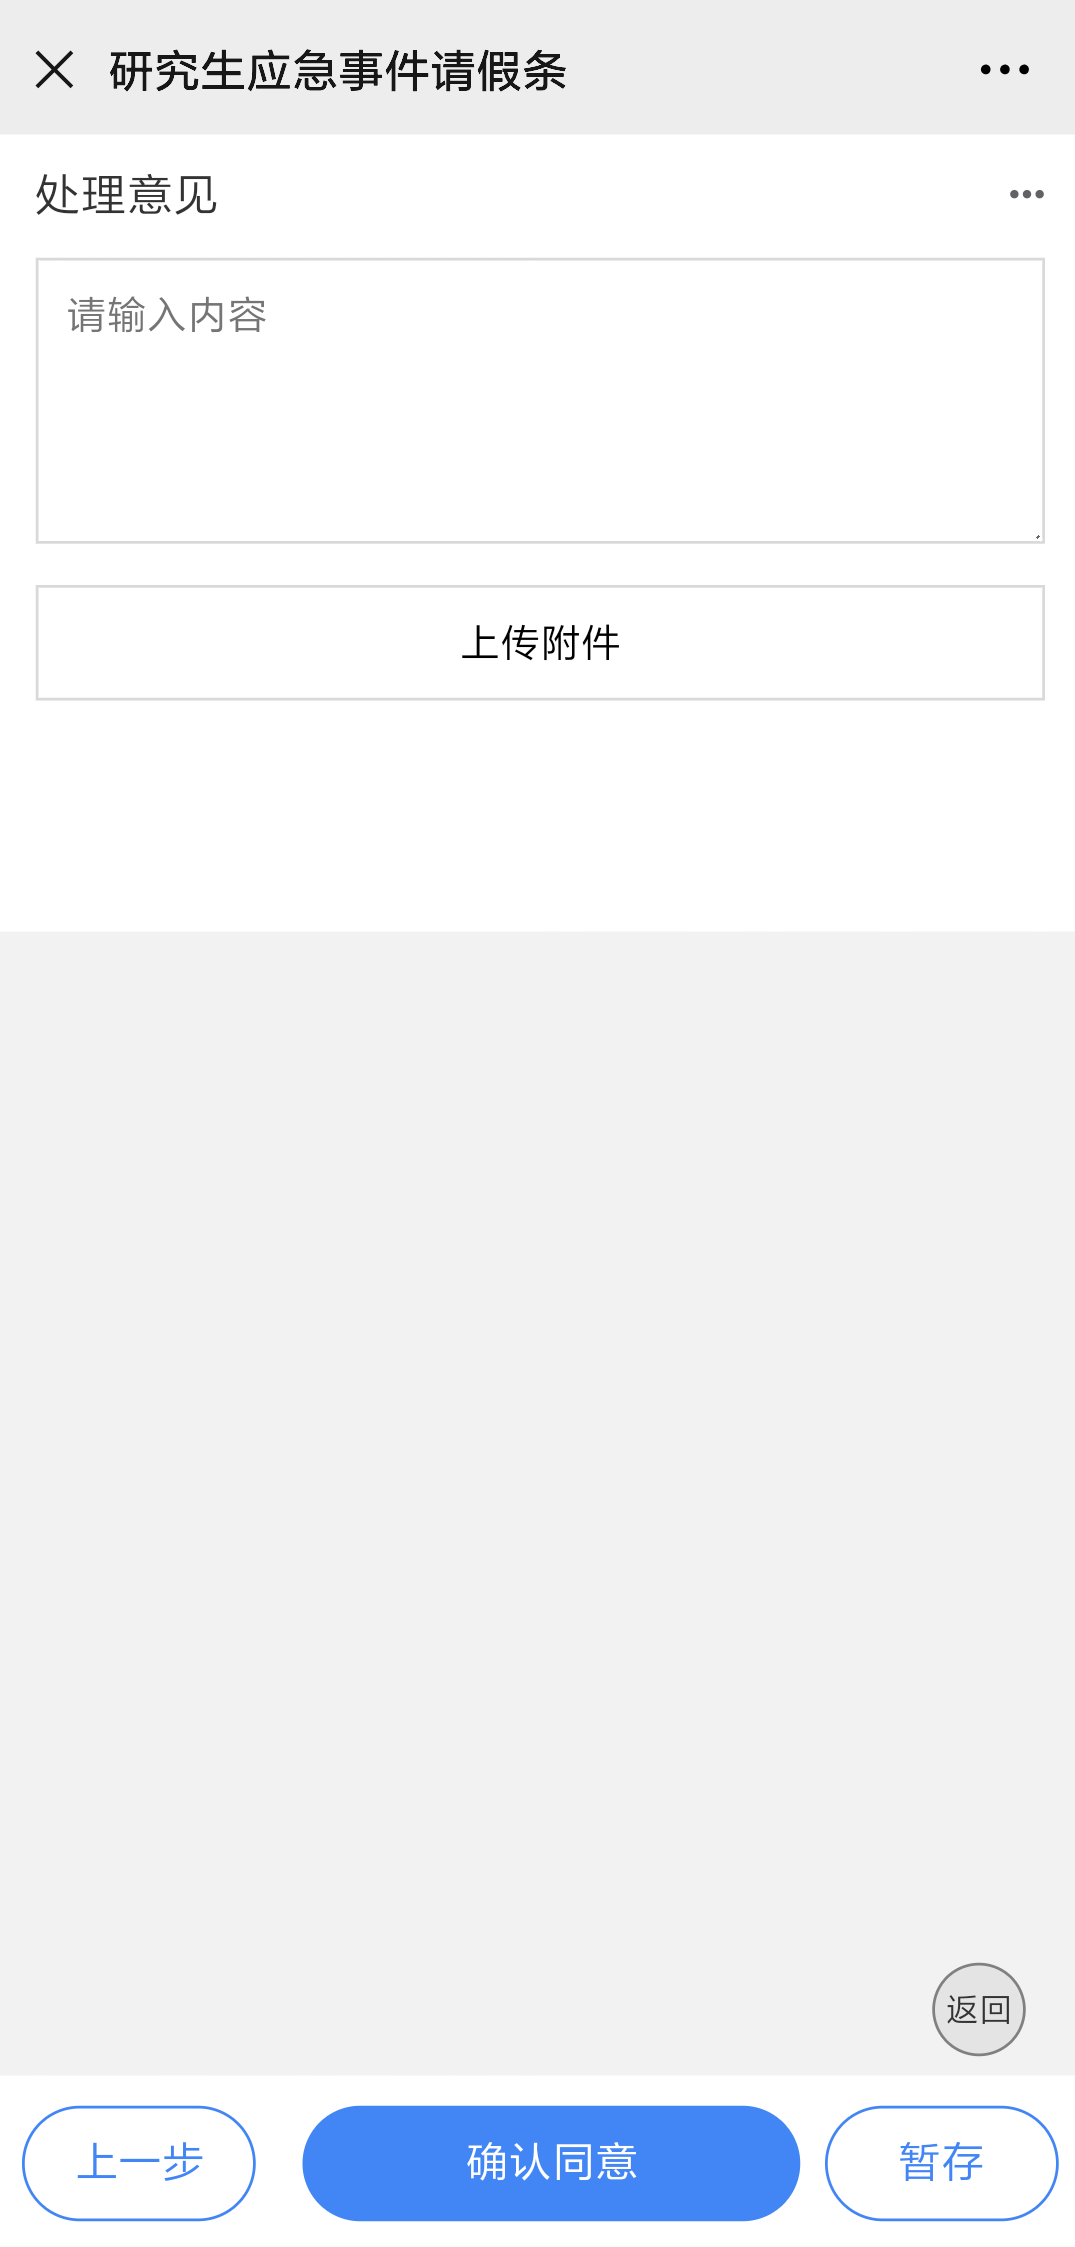 研究生应急事件请假条
处理意见
请输入内容
上传附件
返回
上一步
确认同意
暂存